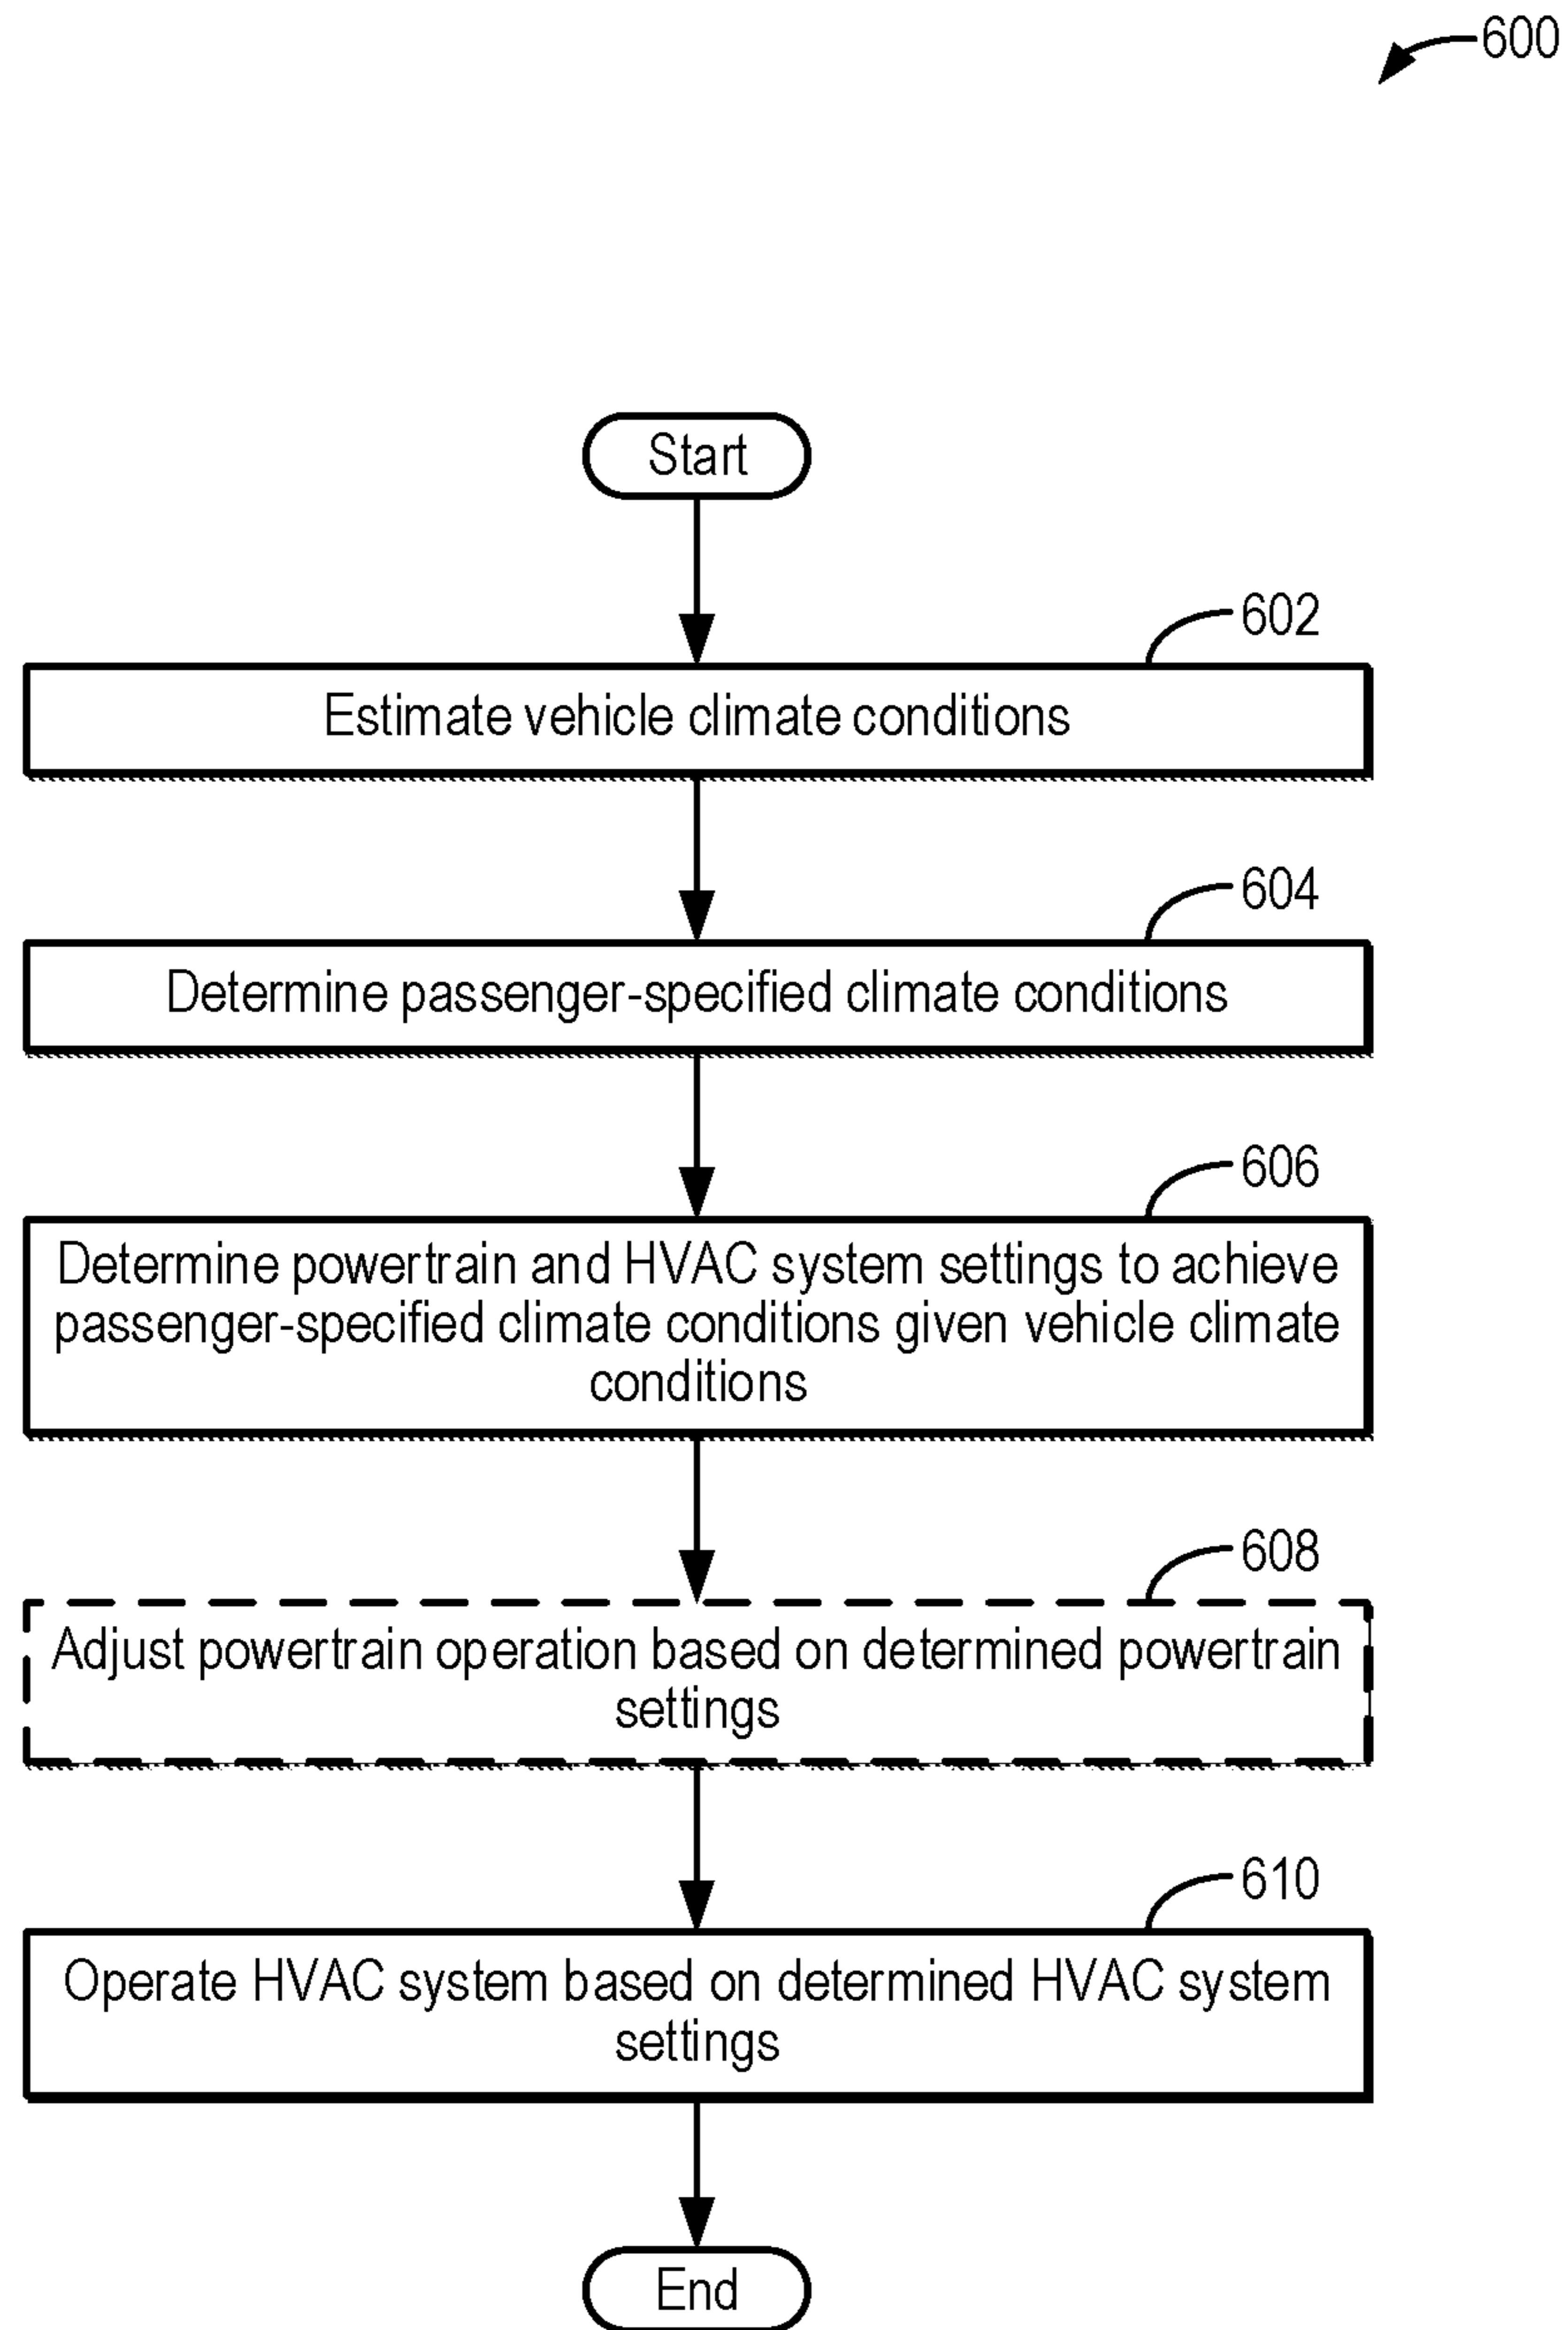 600
Start
602
Estimate vehicle climate conditions
604
Determine passenger-specified climate conditions
606
Determine powertrain and HVAC system settings to achieve
passenger-specified climate conditions given vehicle climate
conditions
608
Adjust powertrain operation based on determined powertrain
settings
610
Operate HVAC system based on determined HVAC system
settings
End